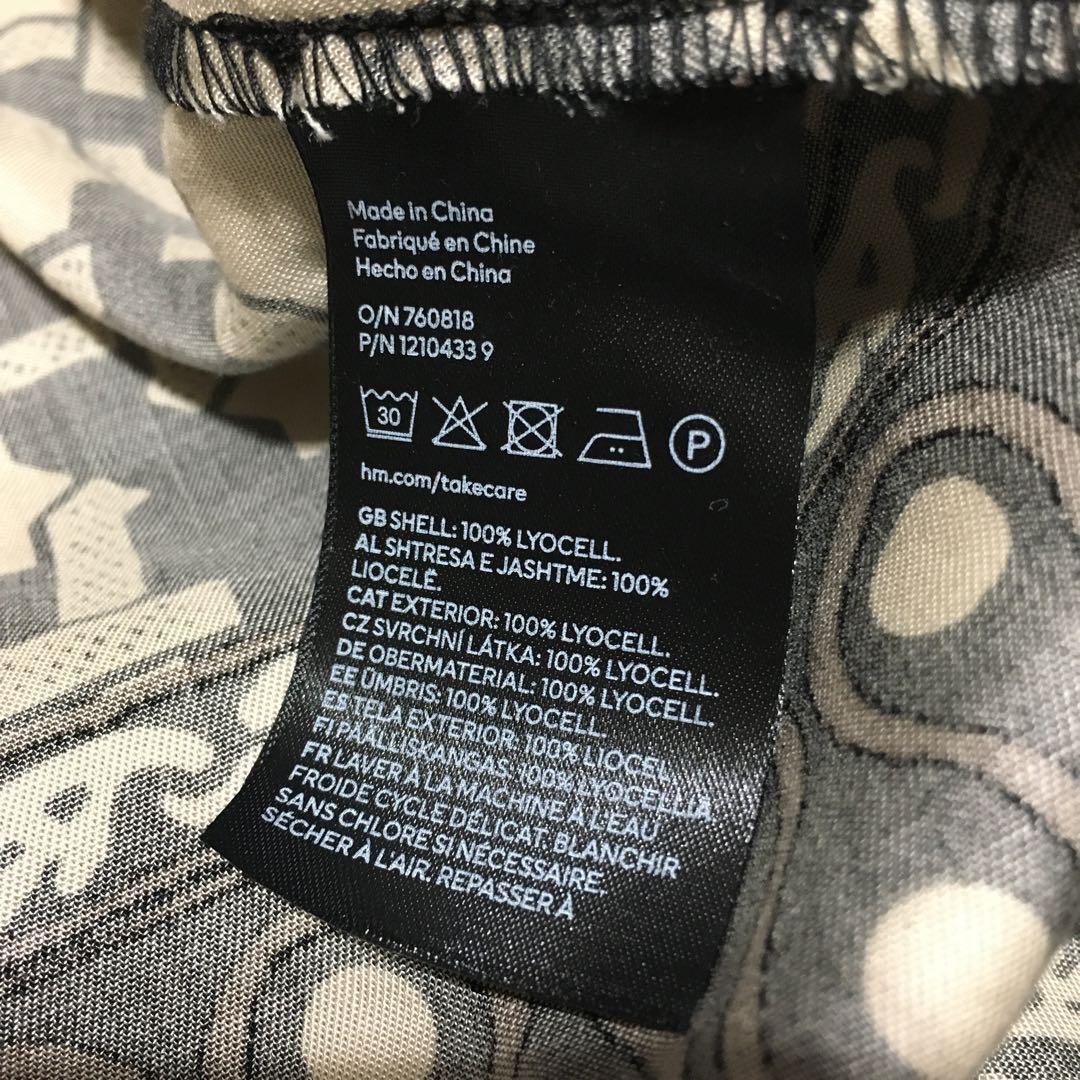 Made in China
Fabriqué en Chine
Hecho en China
O/N 760818
P/N 1210433 9
30
P
hm.com/takecare
GB SHELL: 100% LYOCELL.
AL SHTRESA E JASHTME: 100%
LIOCELË.
CAT EXTERIOR: 100% LYOCELL.
CZ SVRCHNÍ LÁTKA: 100% LYOCELL.
DE OBERMATERIAL: 100% LYOCELL.
EE ÜMBRIS: 100% LYOCELL.
ES TELA EXTERIOR: 100% LIOCEL.
FI PÄÄLLISKANGAS: 100% LYOCELLIÄ
FR LAVER À LA MACHINE À L'EAU
FROIDE CYCLE DÉLICAT. BLANCHIR
SANS CHLORE SI NÉCESSAIRE.
SÉCHER À L'AIR. REPASSER À